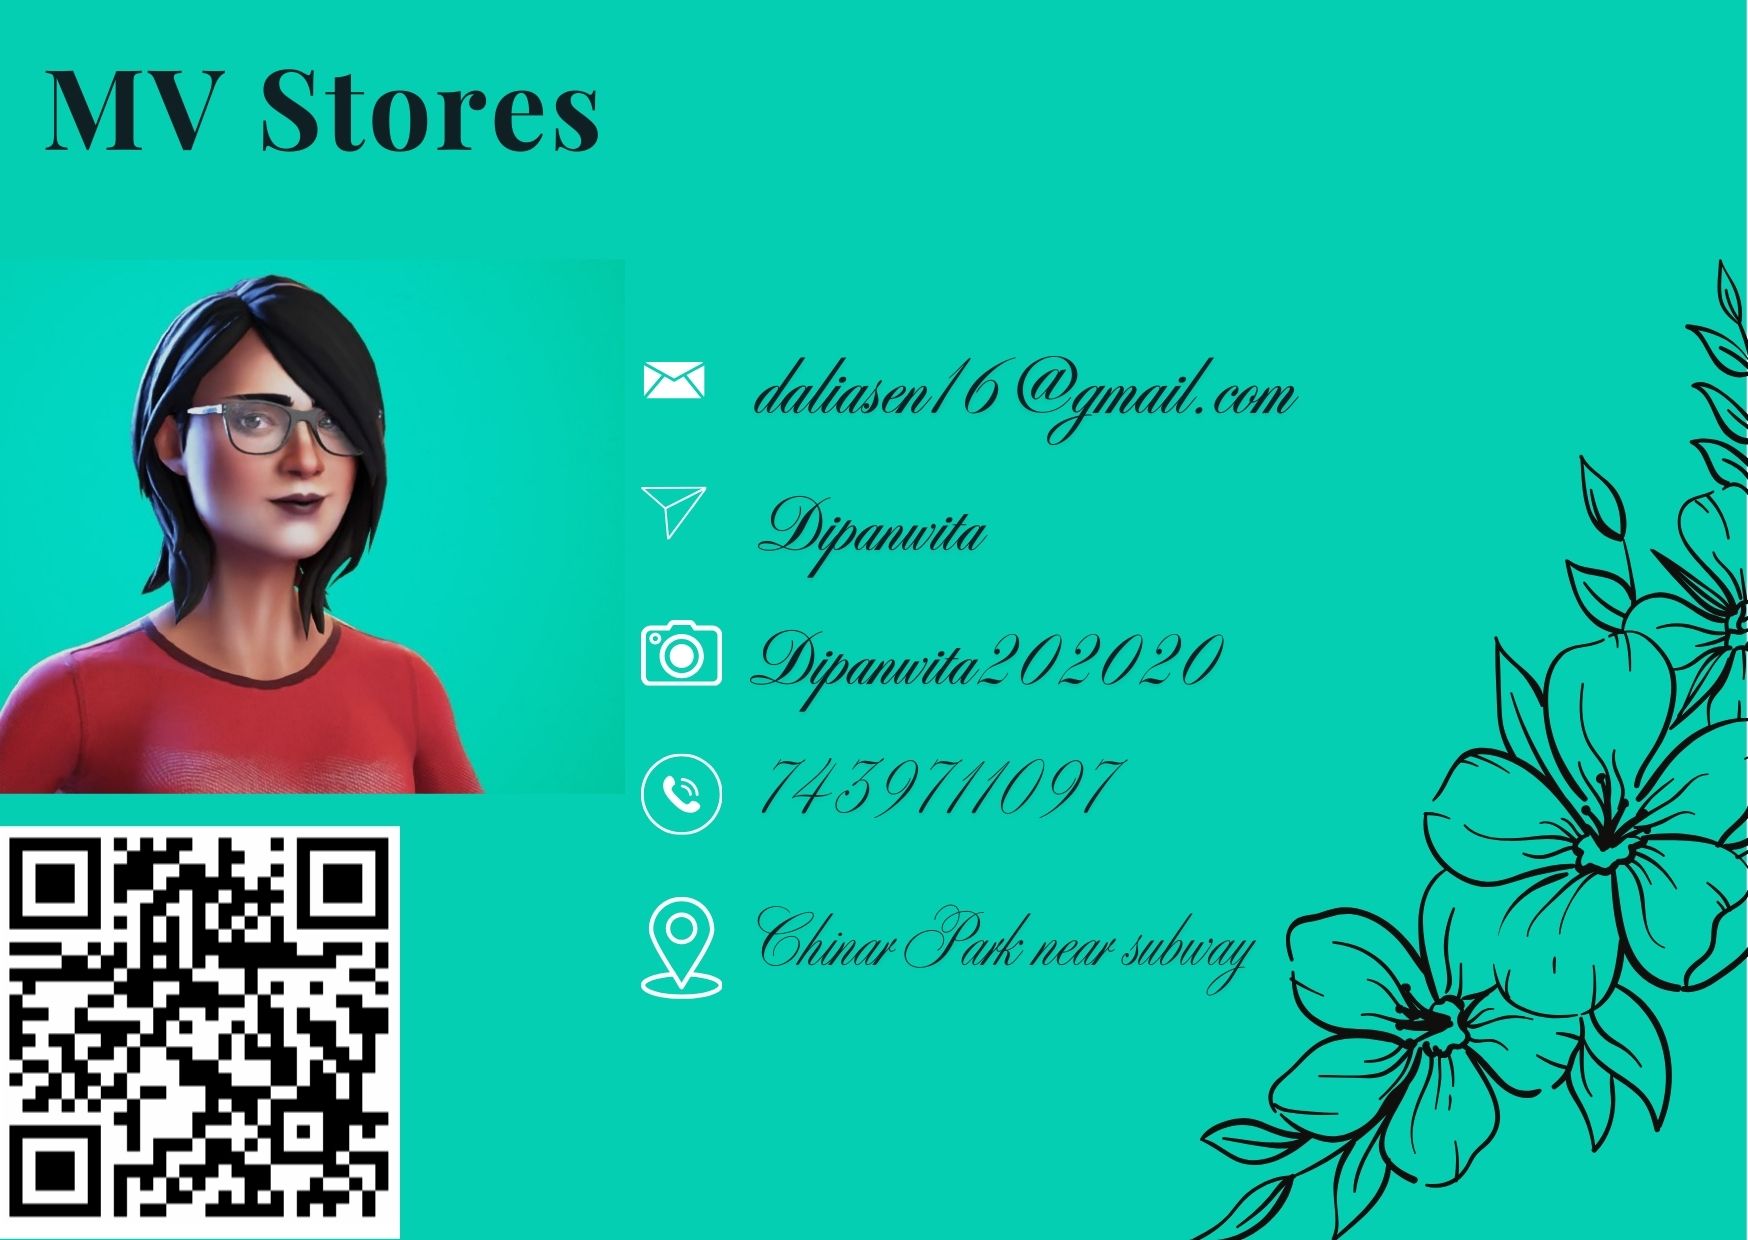 MV Stores
daliasen16@gmail.com
Dipanwita
Dipanwita202020
7439711097
Chinar Park near subway